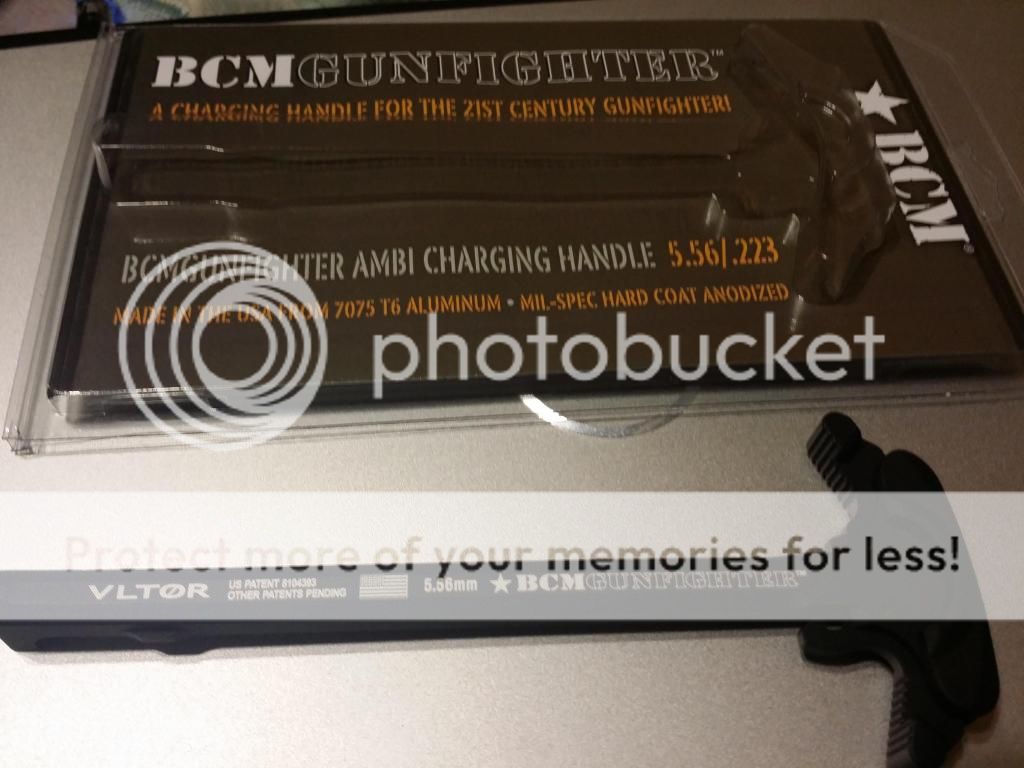 BCMGUNFIGHTER™
A CHARGING HANDLE FOR THE 21ST CENTURY GUNFIGHTER!
BCM®
BCMGUNFIGHTER AMBI CHARGING HANDLE 5.56/.223
MADE IN THE USA FROM 7075 T6 ALUMINUM • MIL-SPEC HARD COAT ANODIZED
photobucket
Protect more of your memories for less!
VLTOR US PATENT 8104393 5.56mm BCMGUNFIGHTER™
OTHER PATENTS PENDING